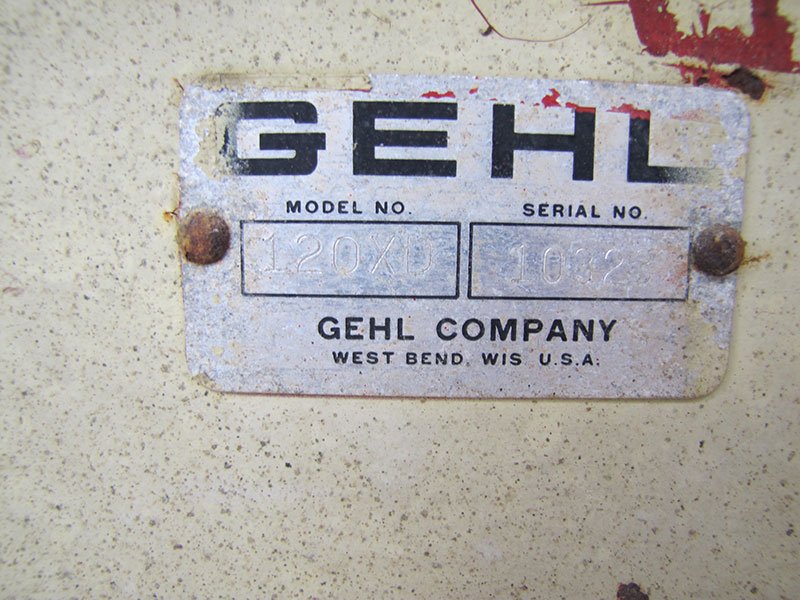 GEHL
MODEL NO. SERIAL NO.
120XD 1032
GEHL COMPANY
WEST BEND, WIS U.S.A.